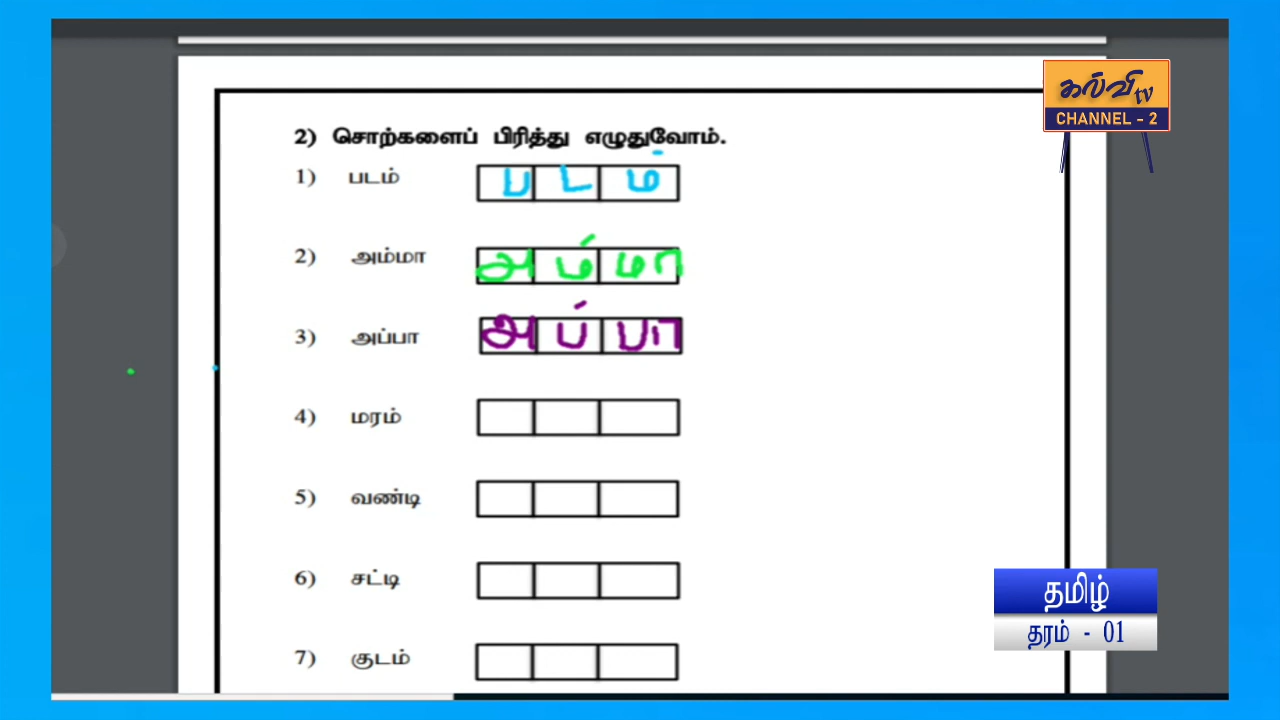 கல்வி tv
CHANNEL - 2
2) சொற்களைப் பிரித்து எழுதுவோம்.
1) படம் ப ட ம்
2) அம்மா அ ம் மா
3) அப்பா அ ப் பா
4) மரம்
5) வண்டி
6) சட்டி
7) குடம்
தமிழ்
தரம் - 01